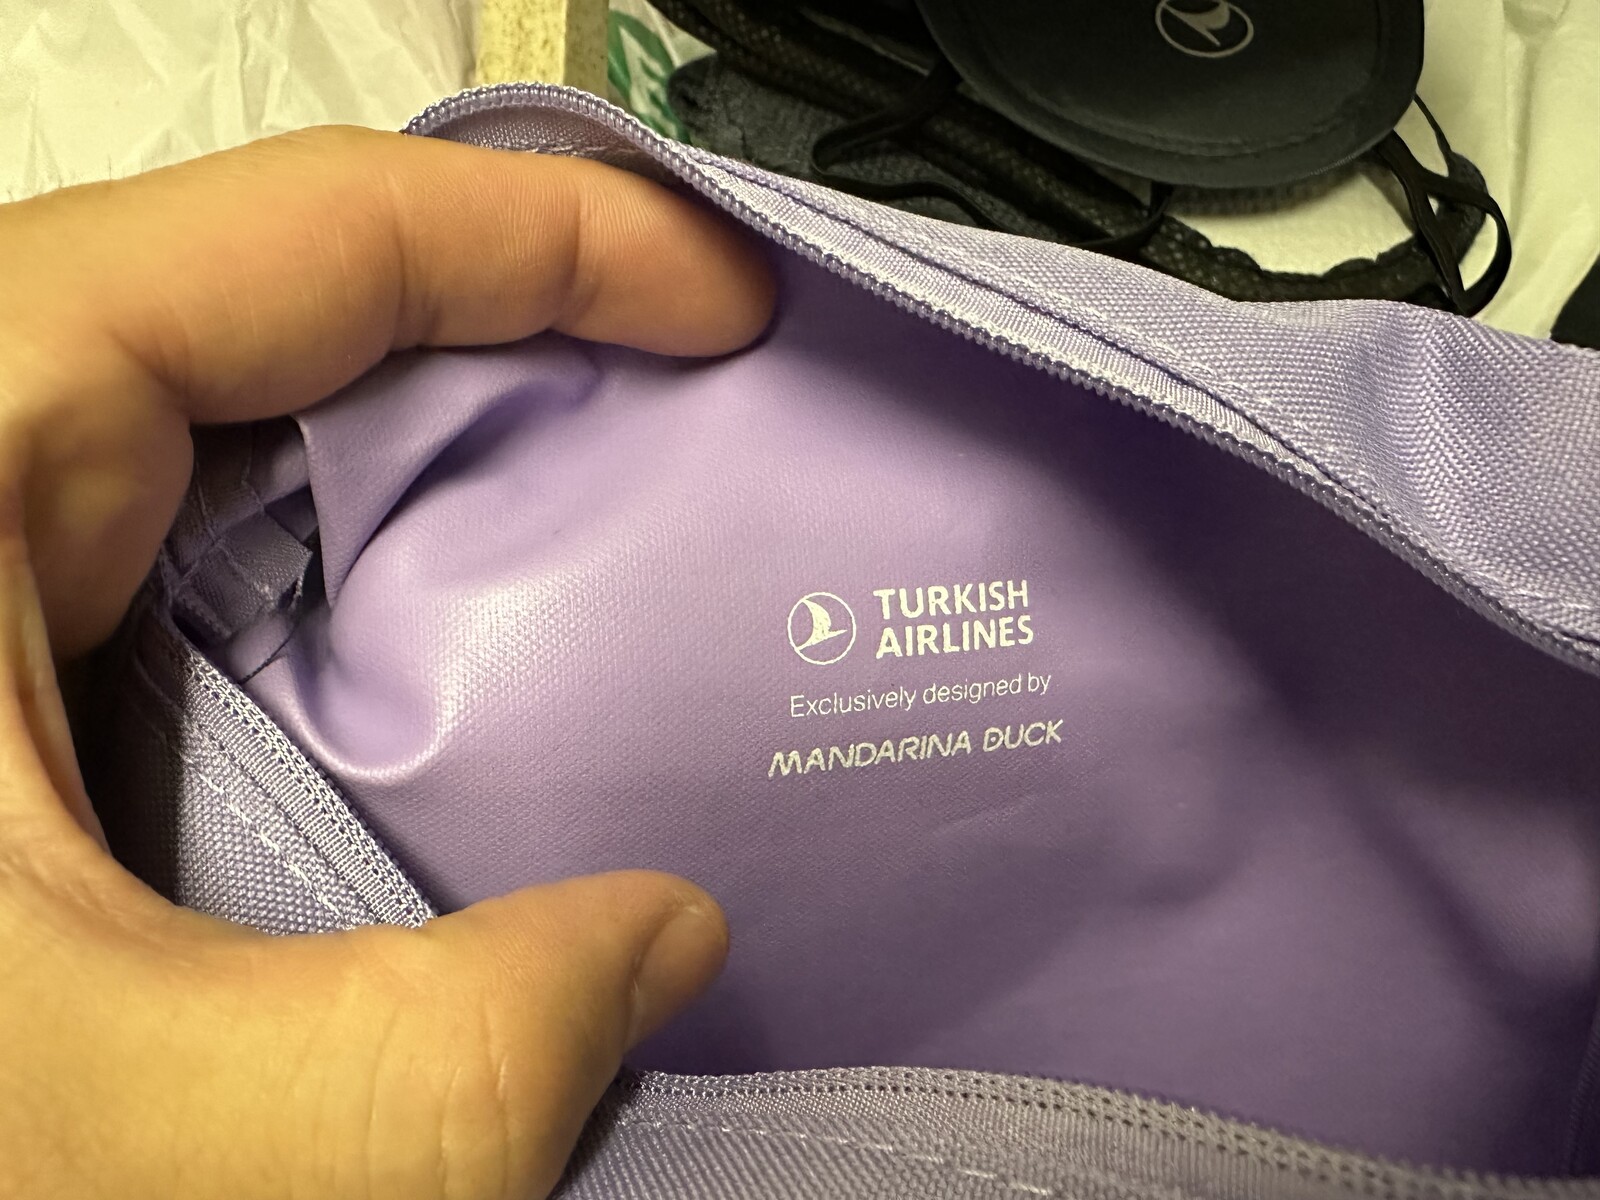 TURKISH
AIRLINES
Exclusively designed by
MANDARINA DUCK